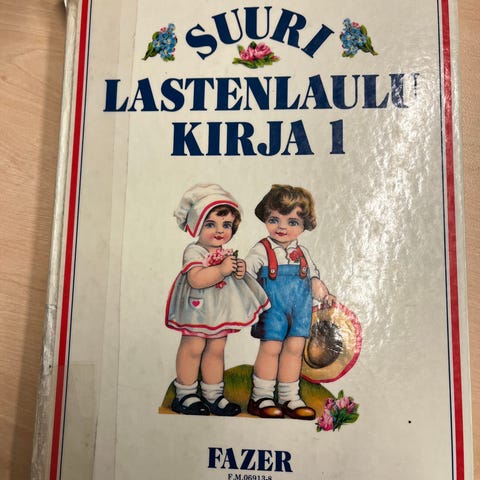 SUURI
LASTENLAULU
KIRJA 1
FAZER
F.M.06913-8